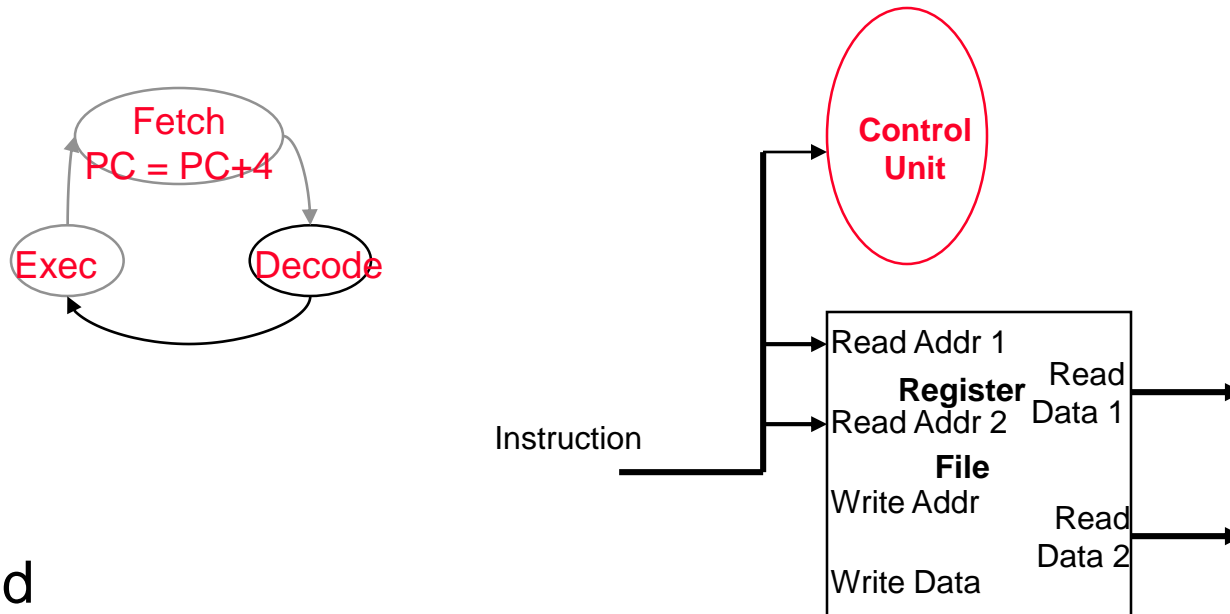 Fetch
PC = PC+4
Exec
Decode
Control
Unit
Instruction
Read Addr 1
Register
Read Addr 2
File
Write Addr
Write Data
Read
Data 1
Read
Data 2
d